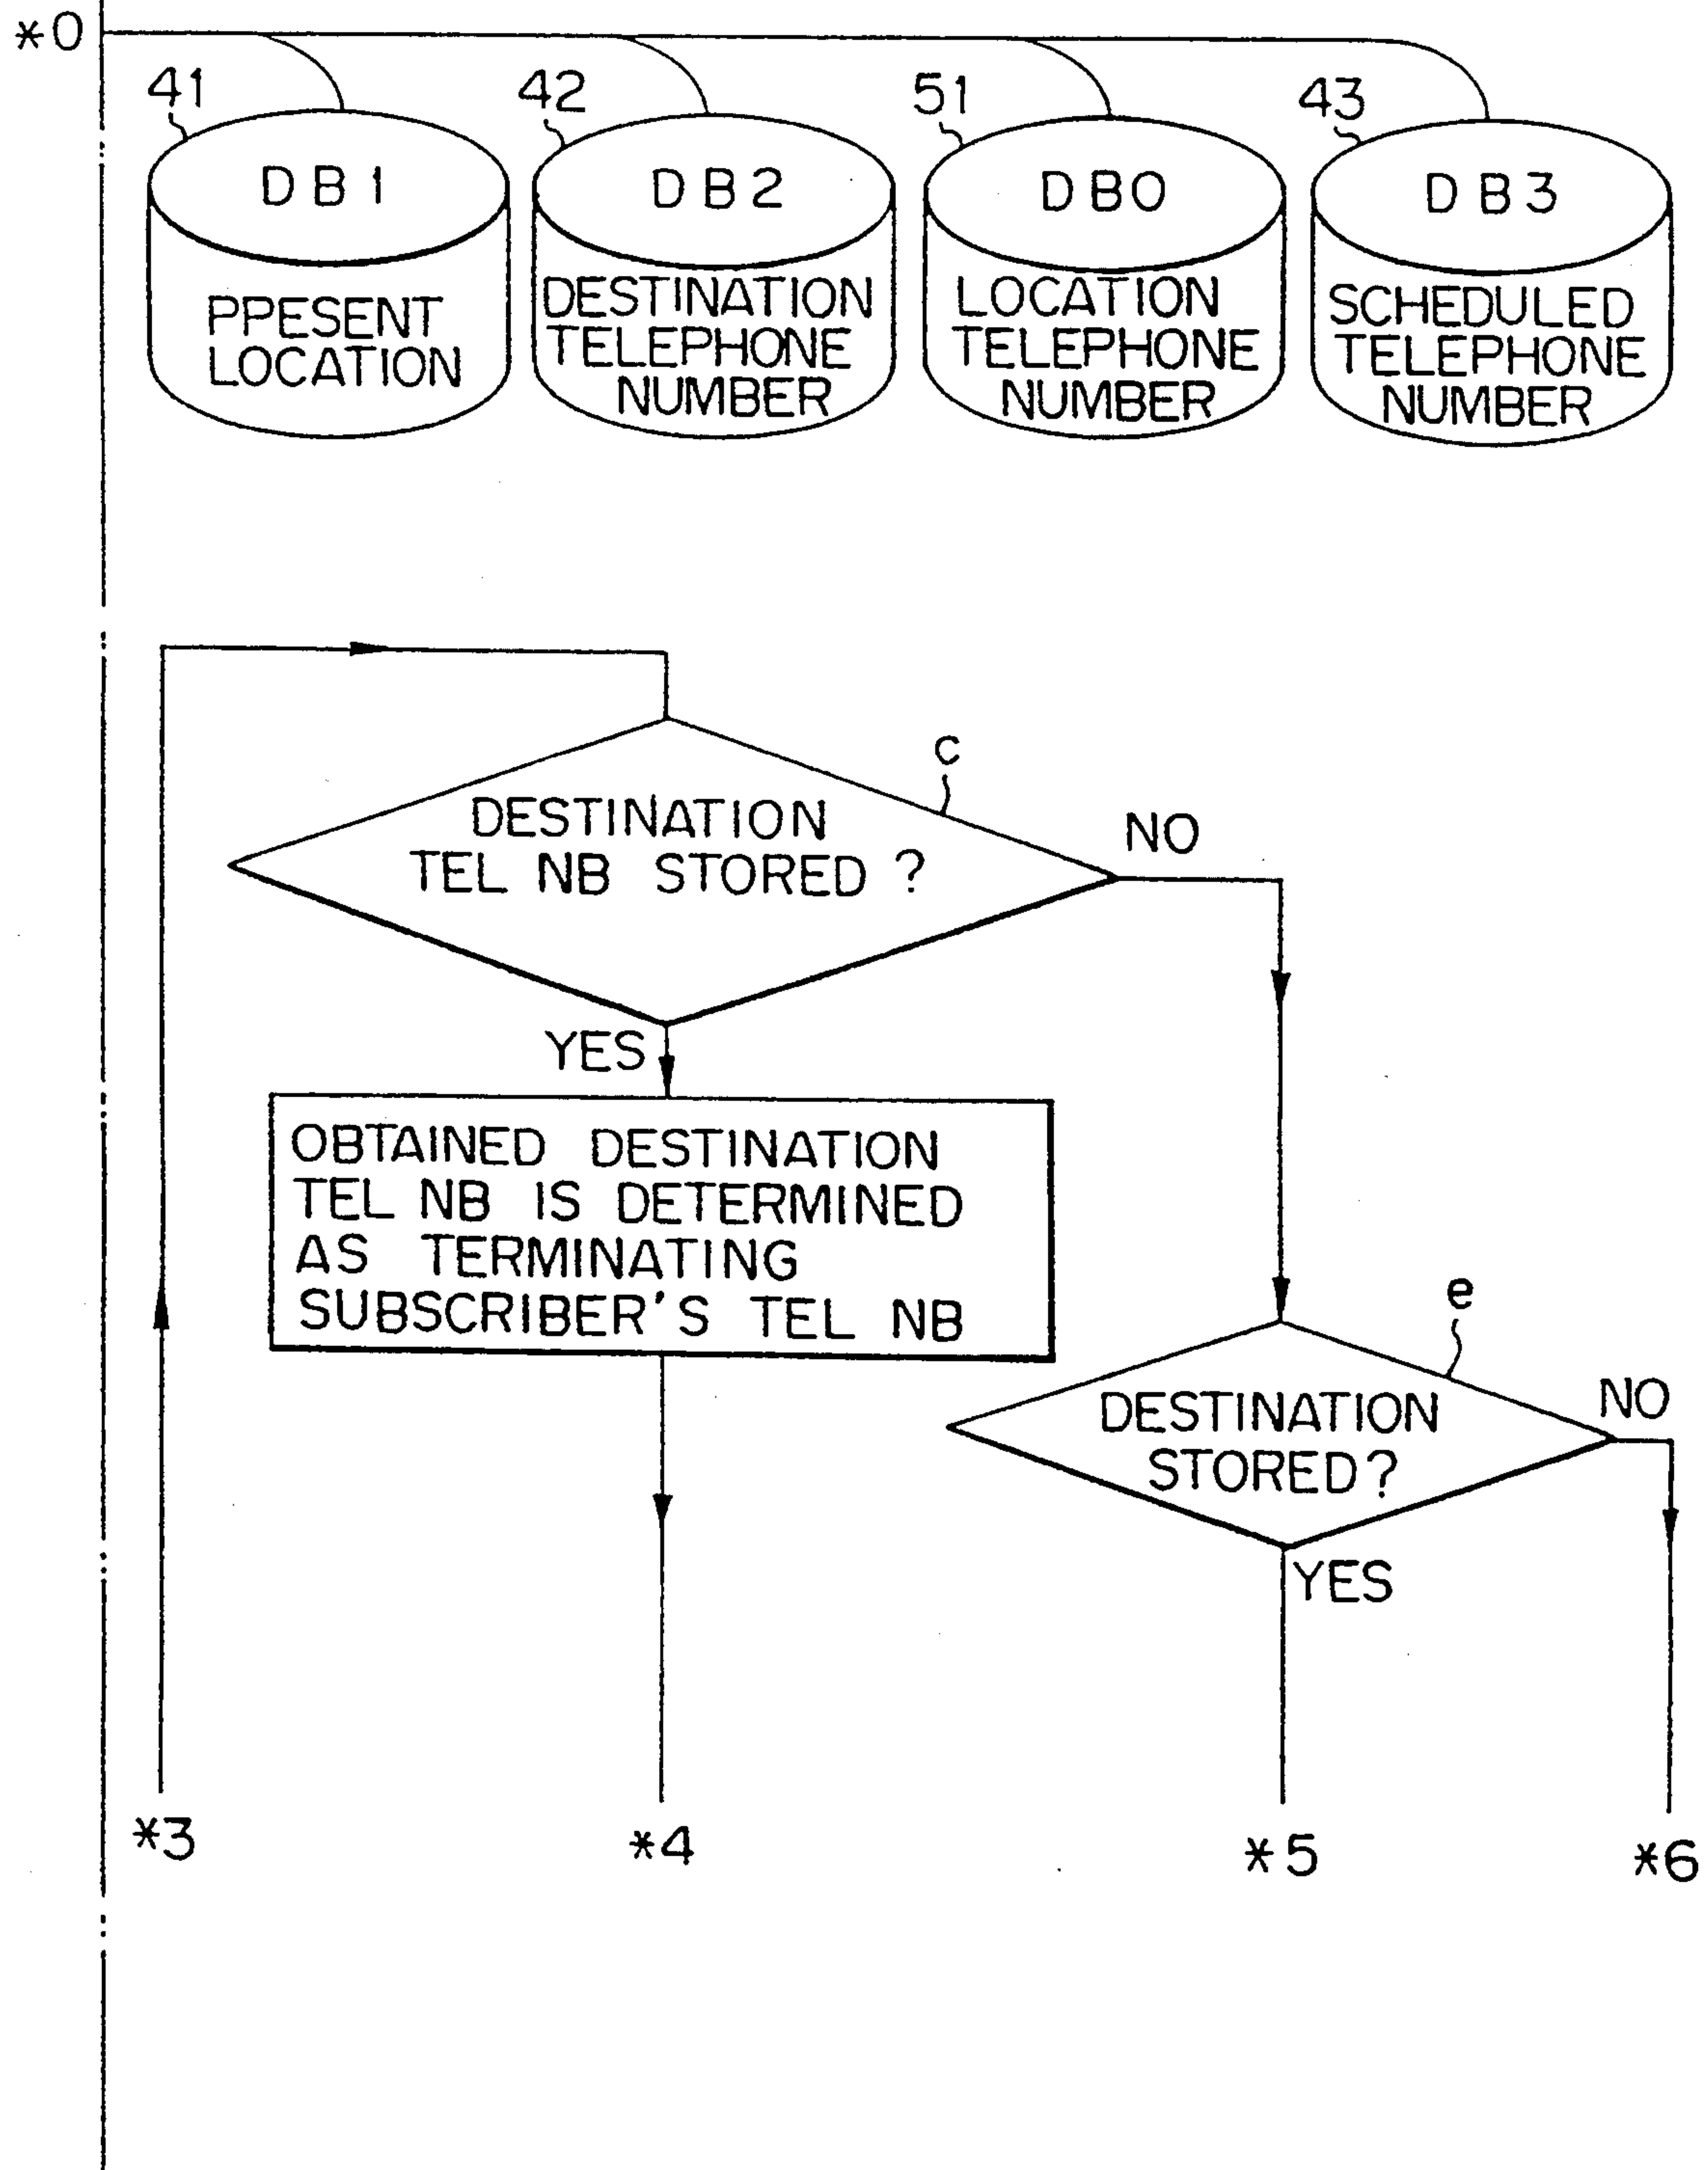 *0
41
42
51
43
DB1
DB2
DB0
DB3
PPESENT
LOCATION
DESTINATION
TELEPHONE
NUMBER
LOCATION
TELEPHONE
NUMBER
SCHEDULED
TELEPHONE
NUMBER
c
DESTINATION
TEL NB STORED ?
NO
YES
OBTAINED DESTINATION
TEL NB IS DETERMINED
AS TERMINATING
SUBSCRIBER'S TEL NB
e
DESTINATION
STORED?
NO
YES
*3
*4
*5
*6